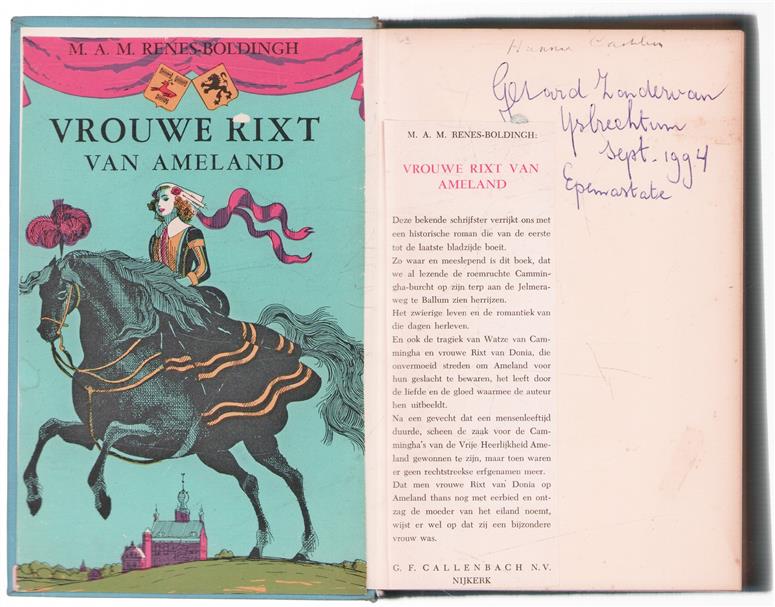 M. A. M. RENES-BOLDINGH
VROUWE RIXT
VAN AMELAND
Gerard Zondervan
Ysbrechtum
Sept. 1994
Epemastate
M. A. M. RENES-BOLDINGH:
VROUWE RIXT VAN
AMELAND
Deze bekende schrijfster verrijkt ons met
een historische roman die van de eerste
tot de laatste bladzijde boeit.
Zo waar en meeslepend is dit boek, dat
we al lezende de roemruchte Cammin-
gha-burcht op zijn terp aan de Jelmera-
weg te Ballum zien herrijzen.
Het zwierige leven en de romantiek van
die dagen herleven.
En ook de tragiek van Watze van Cam-
mingha en vrouwe Rixt van Donia, die
onvermoeid streden om Ameland voor
hun geslacht te bewaren, het leeft door
de liefde en de gloed waarmee de auteur
hen uitbeeldt.
Na een gevecht dat een mensenleeftijd
duurde, scheen de zaak voor de Cam-
mingha's van de Vrije Heerlijkheid Ame-
land gewonnen te zijn, maar toen waren
er geen rechtstreekse erfgenamen meer.
Dat men vrouwe Rixt van Donia op
Ameland thans nog met eerbied en ont-
zag de moeder van het eiland noemt,
wijst er wel op dat zij een bijzondere
vrouw was.
G. F. CALLENBACH N.V.
NIJKERK